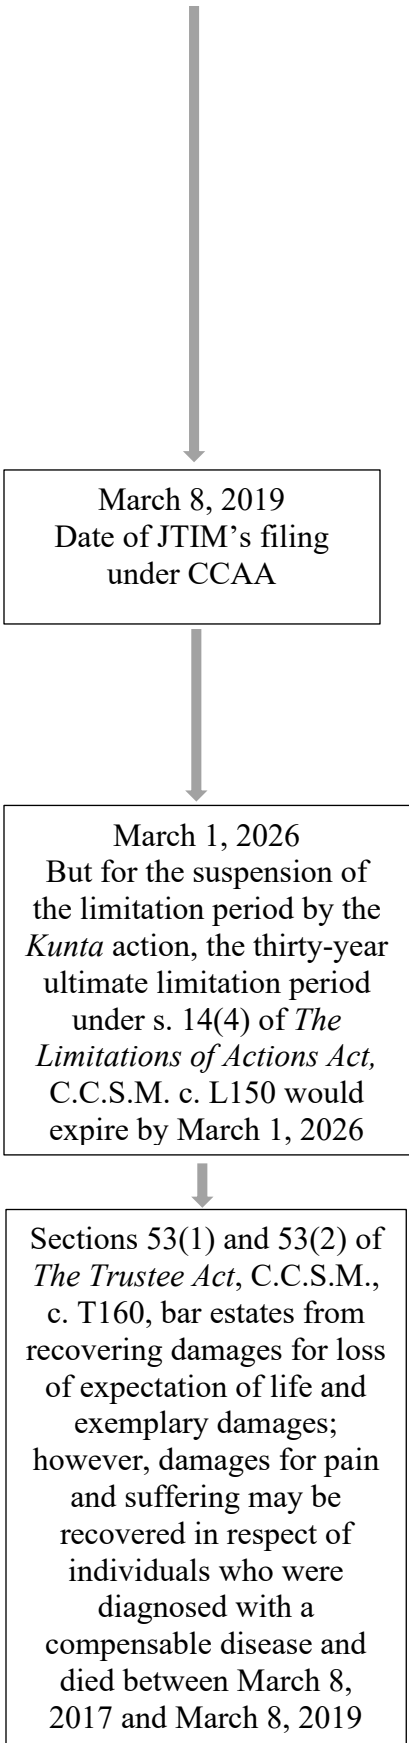 March 8, 2019
Date of JTIM’s filing
under CCAA
March 1, 2026
But for the suspension of
the limitation period by the
Kunta action, the thirty-year
ultimate limitation period
under s. 14(4) of The
Limitations of Actions Act,
C.C.S.M. c. L150 would
expire by March 1, 2026
Sections 53(1) and 53(2) of
The Trustee Act, C.C.S.M.,
c. T160, bar estates from
recovering damages for loss
of expectation of life and
exemplary damages;
however, damages for pain
and suffering may be
recovered in respect of
individuals who were
diagnosed with a
compensable disease and
died between March 8,
2017 and March 8, 2019